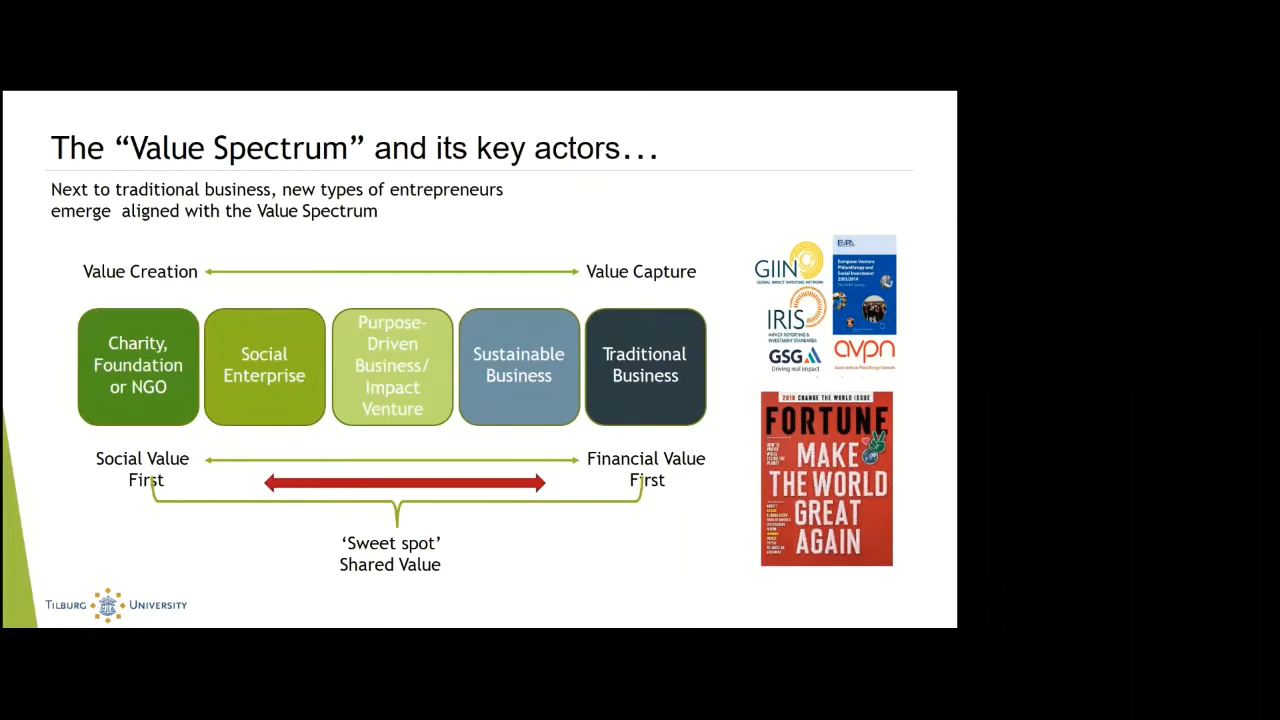 The “Value Spectrum” and its key actors…
Next to traditional business, new types of entrepreneurs
emerge aligned with the Value Spectrum
Value Creation
Value Capture
Charity,
Foundation
or NGO
Social
Enterprise
Purpose-
Driven
Business/
Impact
Venture
Sustainable
Business
Traditional
Business
Social Value
First
Financial Value
First
‘Sweet spot’
Shared Value
TILBURG UNIVERSITY
GIIN
GLOBAL IMPACT INVESTING NETWORK
IRIS
IMPACT REPORTING &
INVESTMENT STANDARDS
GSG
Driving real impact
EVPA
European Venture
Philanthropy and
Social Investment
2013/2014
The EVPA Survey
avpn
Asian Venture Philanthropy Network
2018 CHANGE THE WORLD ISSUE
FORTUNE
MAKE
THE WORLD
GREAT
AGAIN